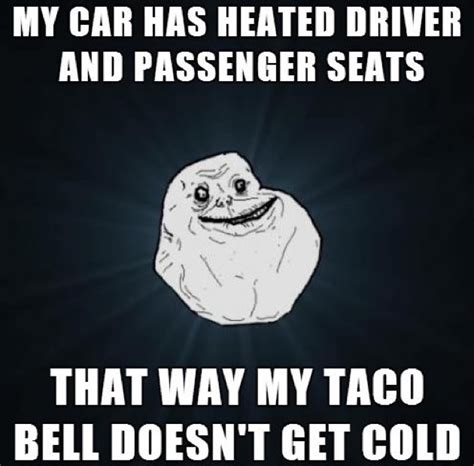 MY CAR HAS HEATED DRIVER
AND PASSENGER SEATS
THAT WAY MY TACO
BELL DOESN'T GET COLD